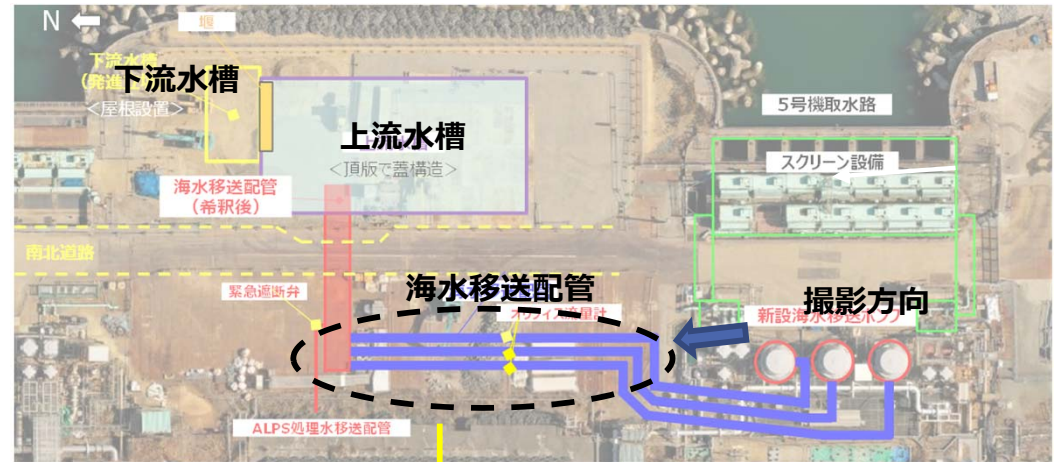 N
堰
下流水槽
下流水槽
<屋根設置>
上流水槽
<頂版で蓋構造>
5号機取水路
スクリーン設備
海水移送配管
(希釈後)
南北道路
緊急遮断弁
海水移送配管
撮影方向
新設海水移送ポンプ
ALPS処理水移送配管